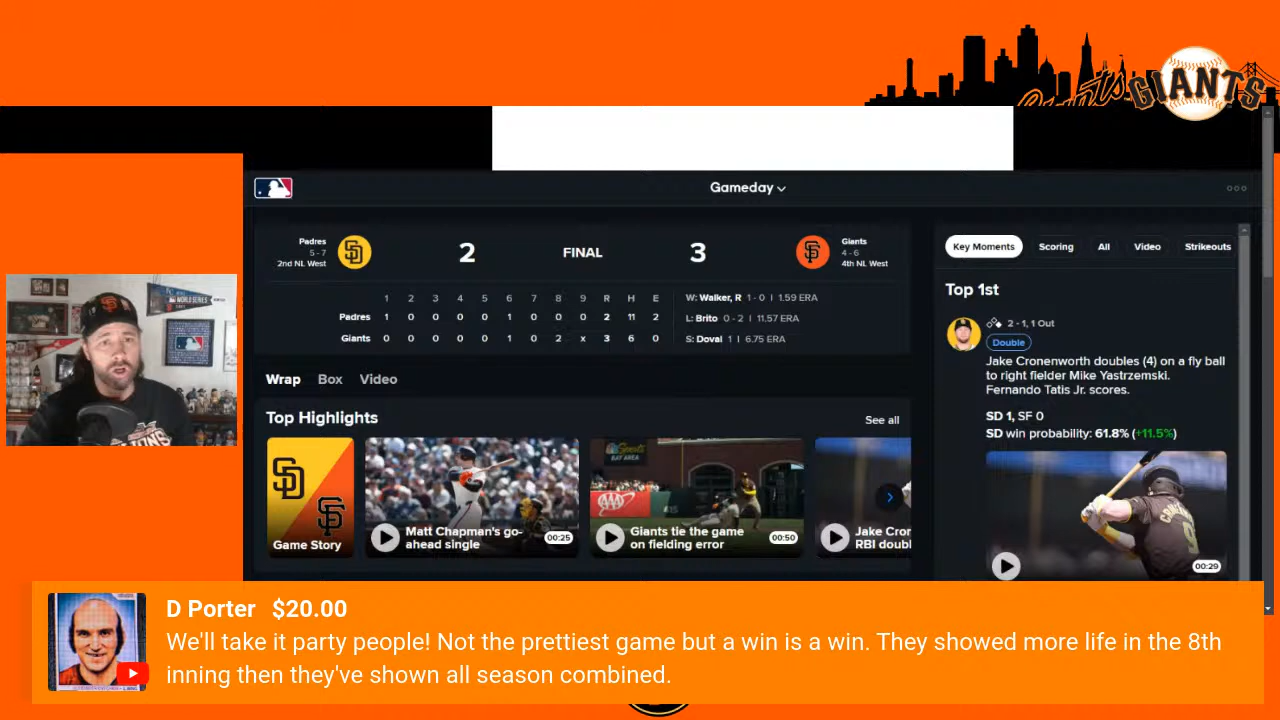 Giants
GIANTS
Gameday
Padres
5 - 7
2nd NL West
SD
2
FINAL
3
SF
Giants
4 - 6
4th NL West
1 2 3 4 5 6 7 8 9 R H E
Padres 1 0 0 0 0 1 0 0 0 2 11 2
Giants 0 0 0 0 0 1 0 2 x 3 6 0
W: Walker, R 1 - 0 | 1.59 ERA
L: Brito 0 - 2 | 11.57 ERA
S: Doval 1 | 6.75 ERA
Wrap Box Video
Top Highlights
See all
SD
SF
Game Story
Matt Chapman's go-
ahead single
00:25
Giants tie the game
on fielding error
00:50
Jake Cror
RBI doubl
Key Moments Scoring All Video Strikeouts
Top 1st
2 - 1, 1 Out
Double
Jake Cronenworth doubles (4) on a fly ball
to right fielder Mike Yastrzemski.
Fernando Tatis Jr. scores.
SD 1, SF 0
SD win probability: 61.8% (+11.5%)
00:29
D Porter $20.00
We'll take it party people! Not the prettiest game but a win is a win. They showed more life in the 8th
inning then they've shown all season combined.